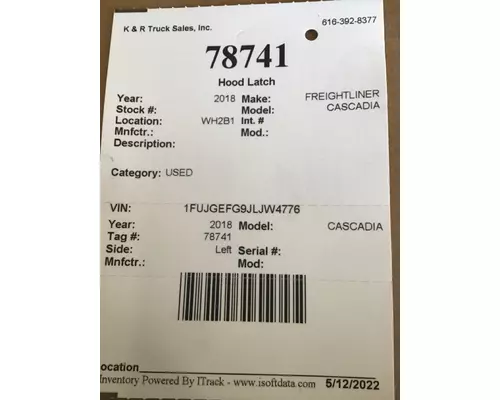 K & R Truck Sales, Inc. 616-392-8377
78741
Hood Latch
Year: 2018 Make: FREIGHTLINER
Stock #: Model: CASCADIA
Location: WH2B1 Int. #
Mnfctr.: Mod.:
Description:
Category: USED
VIN: 1FUJGEFG9JLJW4776
Year: 2018 Model: CASCADIA
Tag #: 78741
Side: Left Serial #:
Mnfctr.: Mod:
ocation
Inventory Powered By ITrack - www.isoftdata.com 5/12/2022